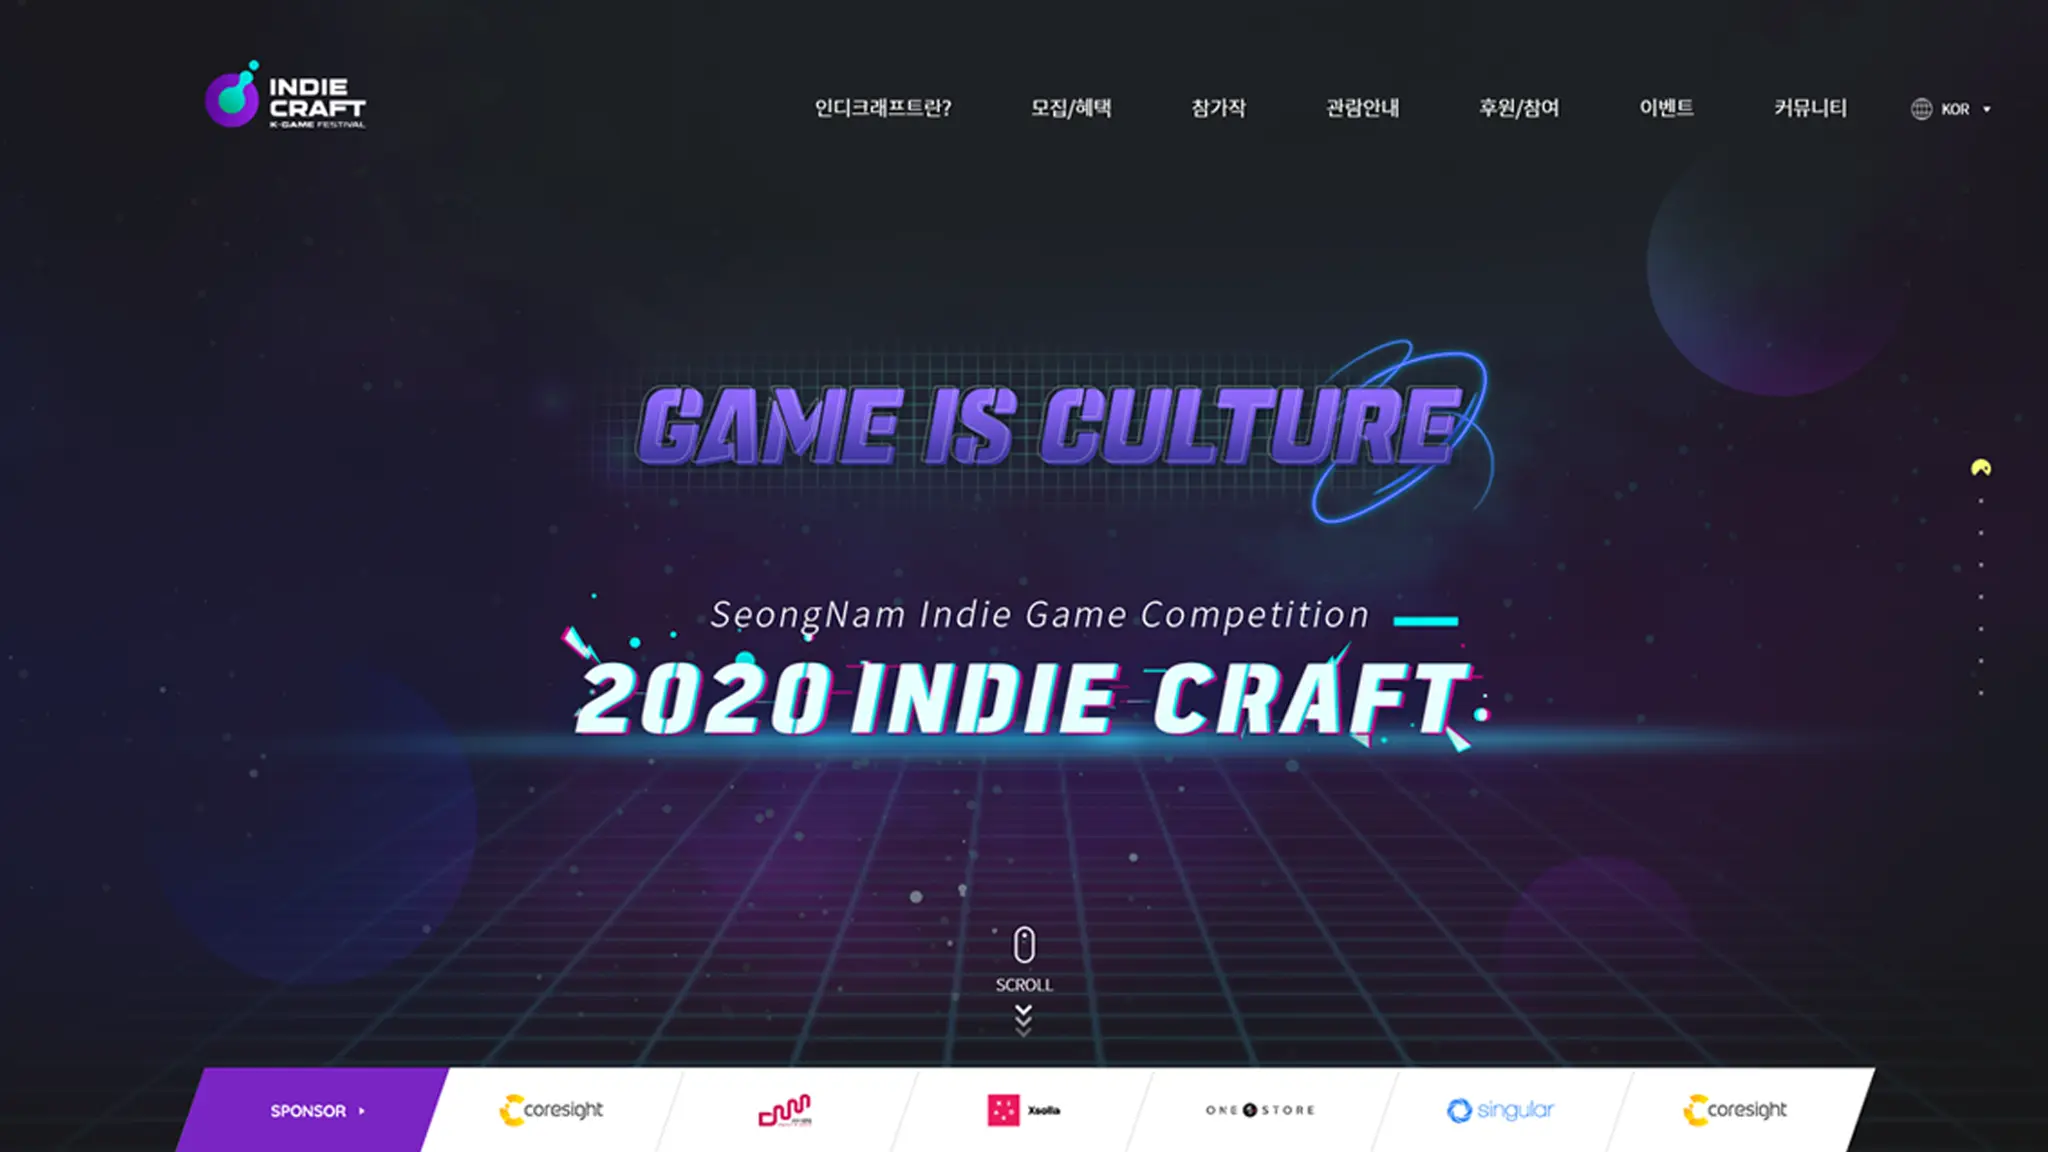 INDIE
CRAFT
K-GAME FESTIVAL
인디크래프트란?
모집/혜택
참가작
관람안내
후원/참여
이벤트
커뮤니티
KOR
GAME IS CULTURE
SeongNam Indie Game Competition
2020 INDIE CRAFT
SCROLL
SPONSOR
coresight
Xsolla
ONE STORE
singular
coresight